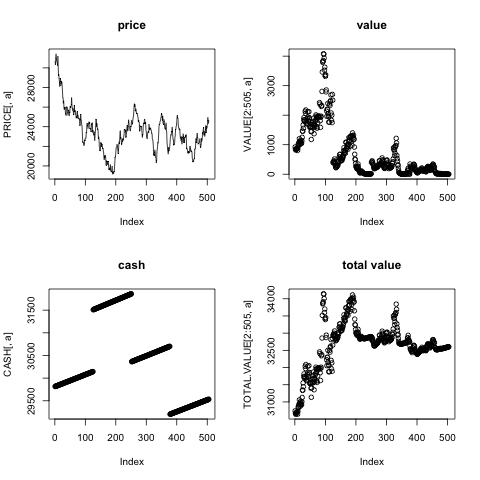 price
PRICE[, a]
20000 24000 28000
0 100 200 300 400 500
Index
value
VALUE[2:505, a]
0 1000 3000
0 100 200 300 400 500
Index
cash
CASH[, a]
29500 30500 31500
0 100 200 300 400 500
Index
total value
TOTAL.VALUE[2:505, a]
31000 32500 34000
0 100 200 300 400 500
Index